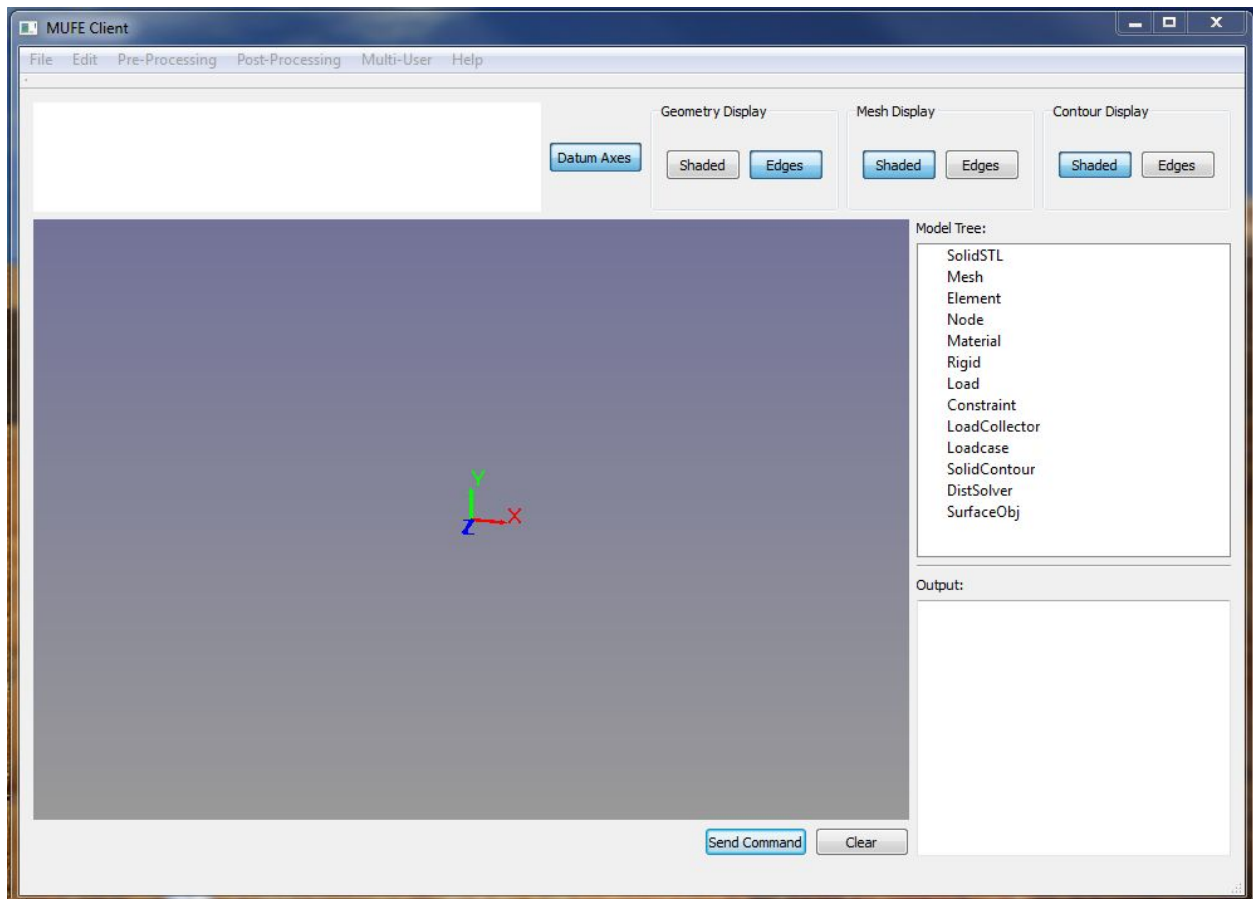 MUFE Client
File Edit Pre-Processing Post-Processing Multi-User Help
Geometry Display Mesh Display Contour Display
Datum Axes Shaded Edges Shaded Edges Shaded Edges
Model Tree:
SolidSTL
Mesh
Element
Node
Material
Rigid
Load
Constraint
LoadCollector
Loadcase
SolidContour
DistSolver
SurfaceObj
Y
X
Z
Output:
Send Command Clear